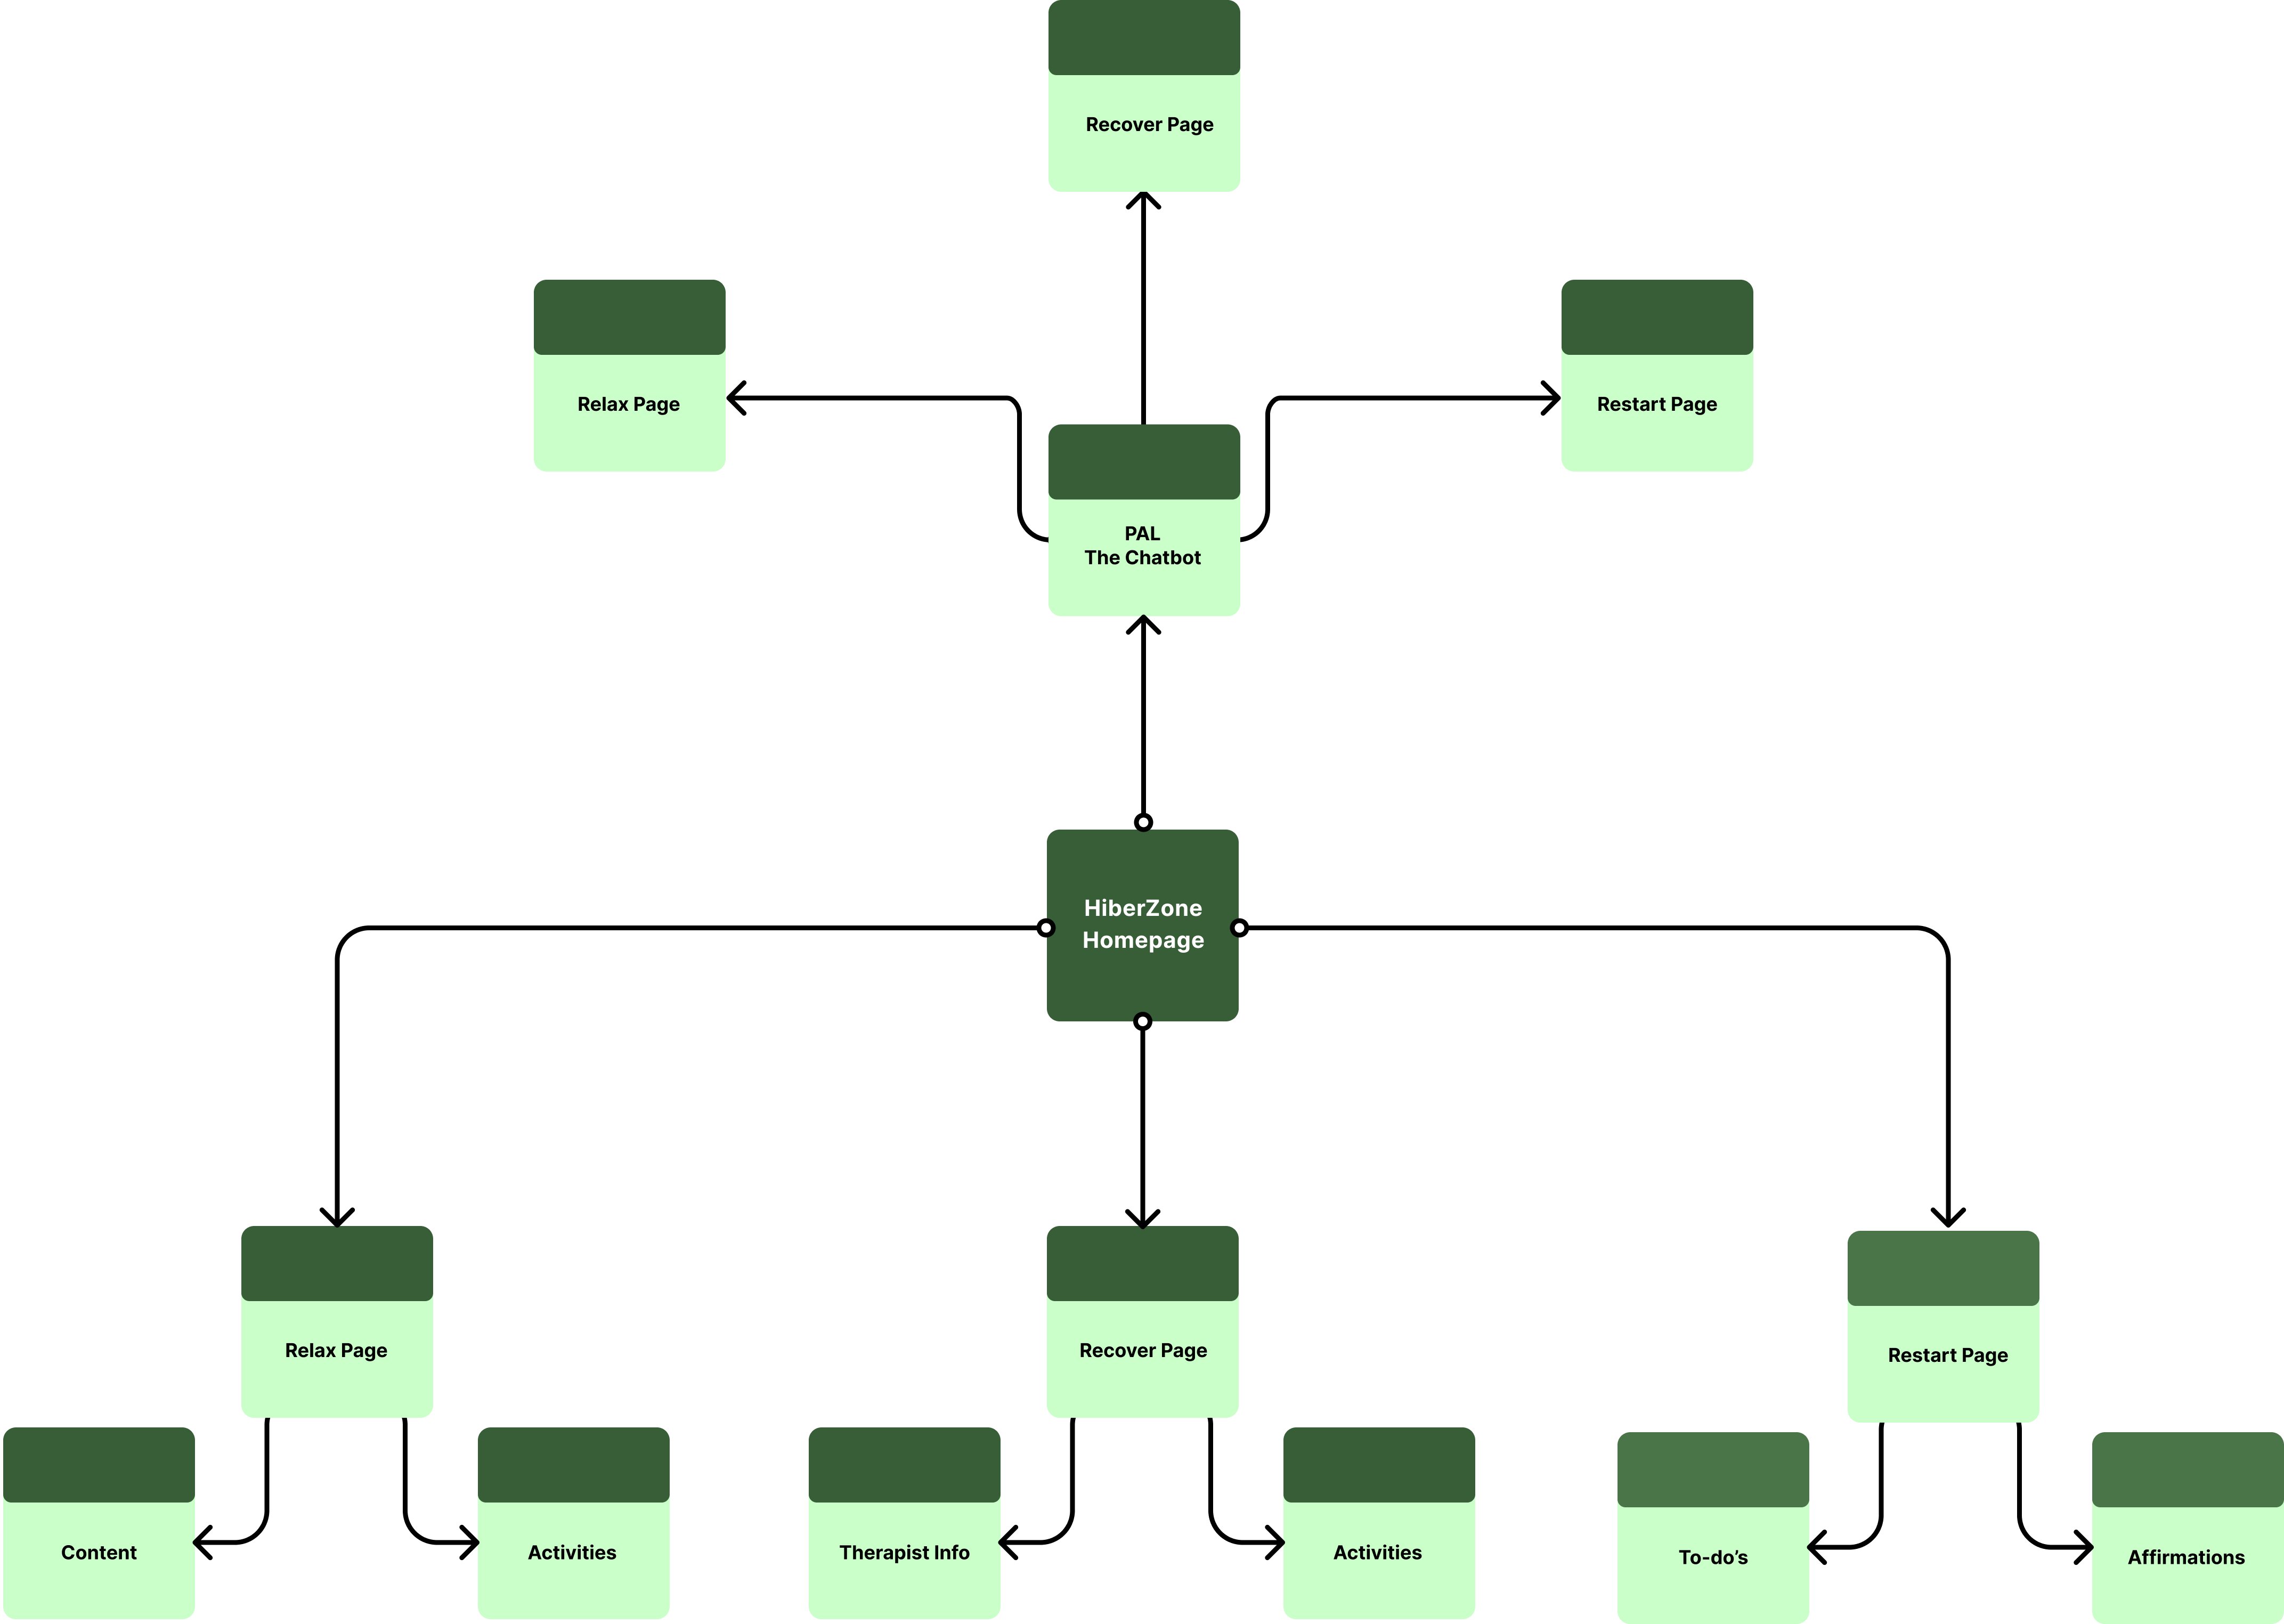 Recover Page
Relax Page
Restart Page
PAL
The Chatbot
HiberZone
Homepage
Relax Page
Recover Page
Restart Page
Content
Activities
Therapist Info
Activities
To-do’s
Affirmations